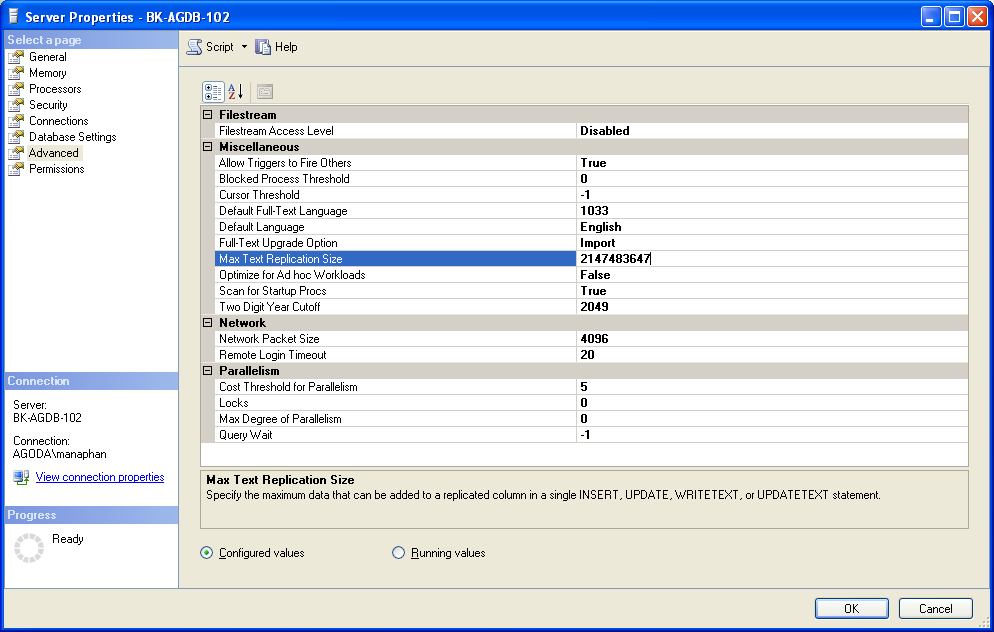 Server Properties - BK-AGDB-102
Select a page
General
Memory
Processors
Security
Connections
Database Settings
Advanced
Permissions
Script Help
Filestream
Filestream Access Level Disabled
Miscellaneous
Allow Triggers to Fire Others True
Blocked Process Threshold 0
Cursor Threshold -1
Default Full-Text Language 1033
Default Language English
Full-Text Upgrade Option Import
Max Text Replication Size 2147483647
Optimize for Ad hoc Workloads False
Scan for Startup Procs True
Two Digit Year Cutoff 2049
Network
Network Packet Size 4096
Remote Login Timeout 20
Parallelism
Cost Threshold for Parallelism 5
Locks 0
Max Degree of Parallelism 0
Query Wait -1
Max Text Replication Size
Specify the maximum data that can be added to a replicated column in a single INSERT, UPDATE, WRITETEXT, or UPDATETEXT statement.
Configured values Running values
Connection
Server:
BK-AGDB-102
Connection:
AGODA\manaphan
View connection properties
Progress
Ready
OK Cancel